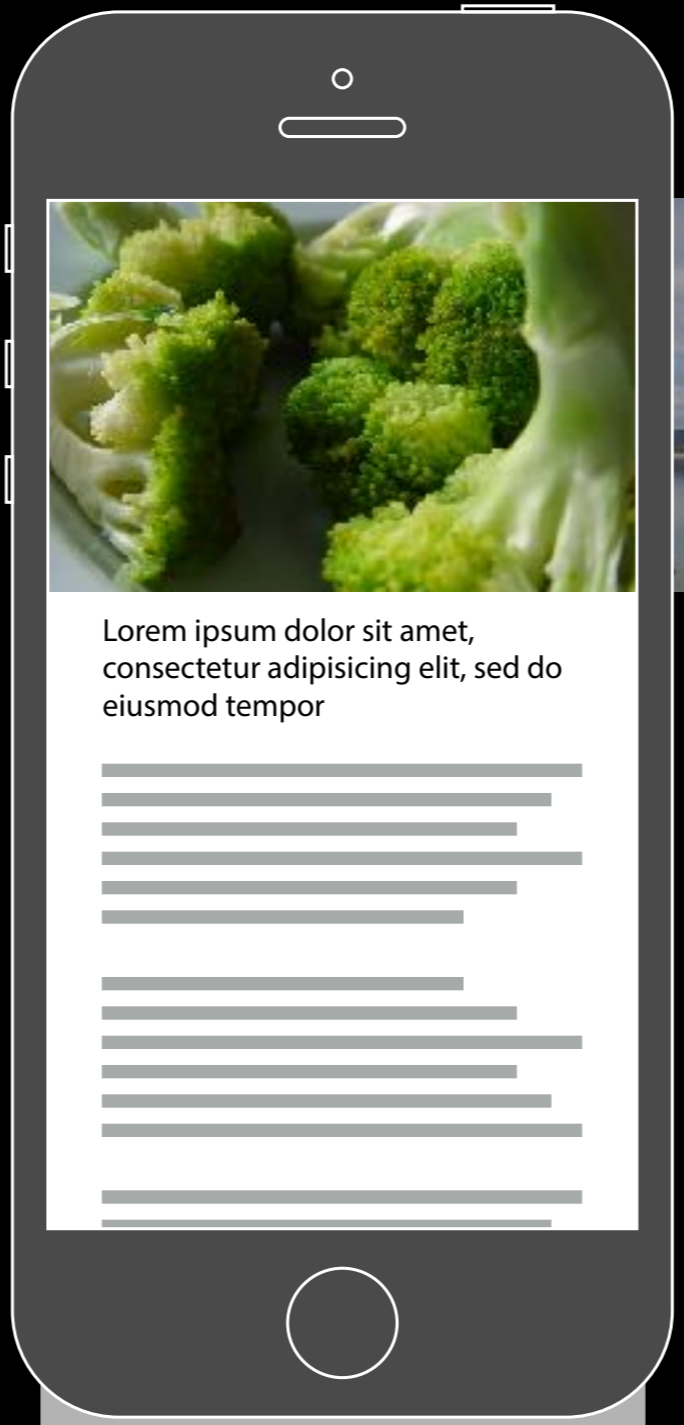 Lorem ipsum dolor sit amet,
consectetur adipisicing elit, sed do
eiusmod tempor